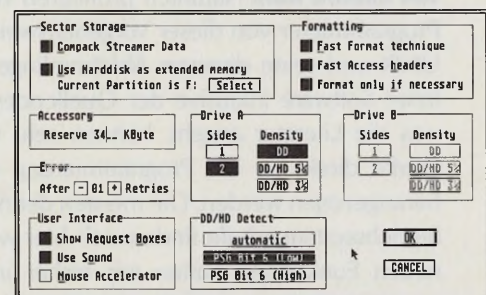 Sector Storage
Compack Streamer Data
Use Harddisk as extended memory
Current Partition is F: Select
Formatting
Fast Format technique
Fast Access headers
Format only if necessary
Accessory
Reserve 34__ KByte
Error
After - 01 + Retries
Drive A
Sides Density
1 DD
2 DD/HD 5¼
DD/HD 3½
Drive B
Sides Density
1 DD
2 DD/HD 5¼
DD/HD 3½
User Interface
Show Request Boxes
Use Sound
Mouse Accelerator
DD/HD Detect
automatic
PSG Bit 6 (Low)
PSG Bit 6 (High)
OK
CANCEL